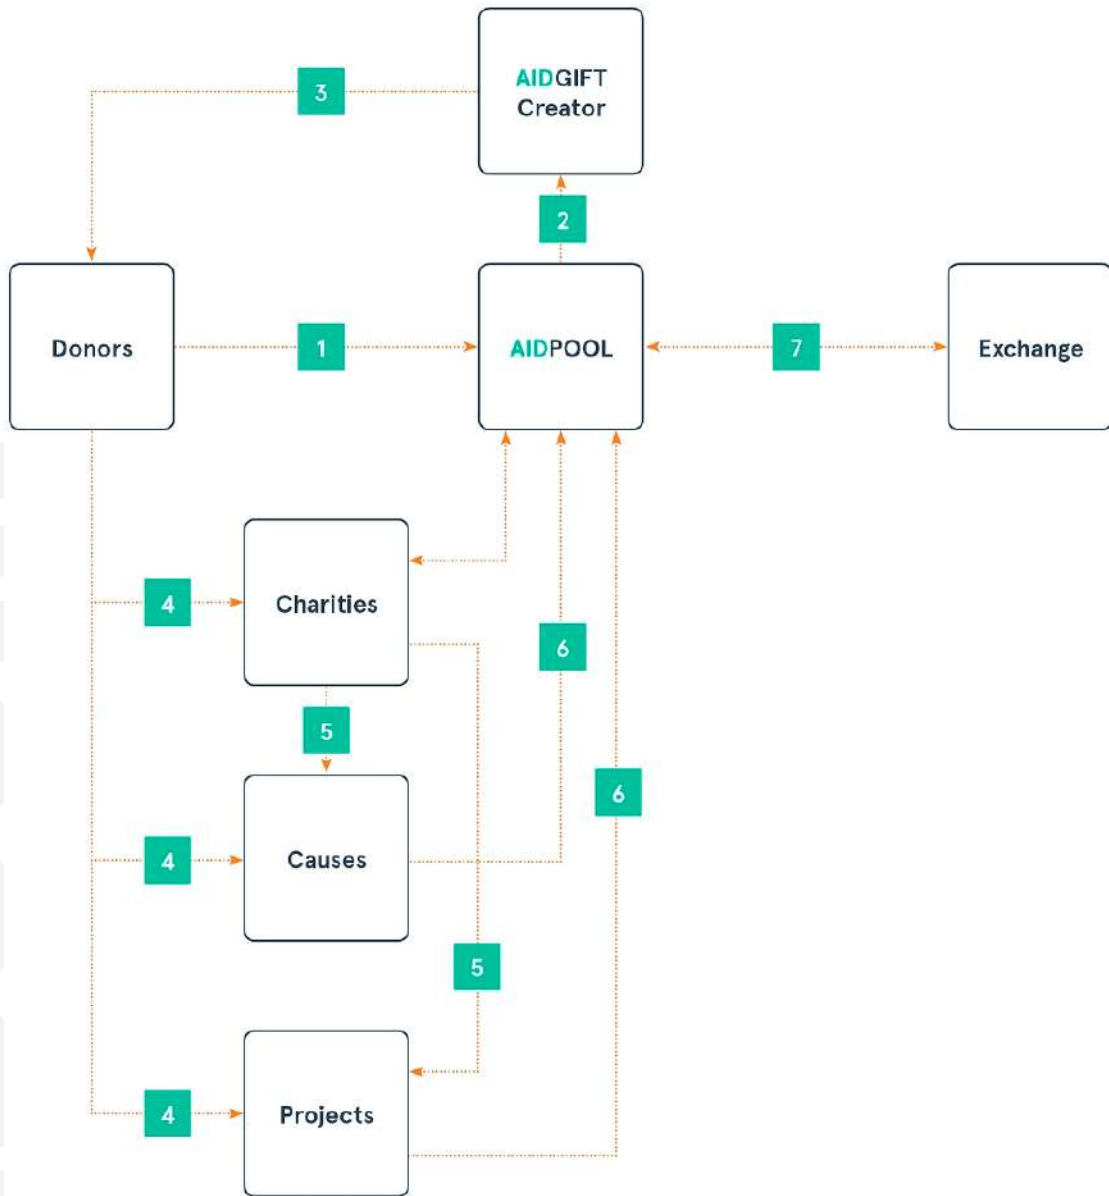 AIDGIFT
Creator
3
2
Donors
1
AIDPOOL
7
Exchange
4
Charities
6
5
6
4
Causes
5
4
Projects